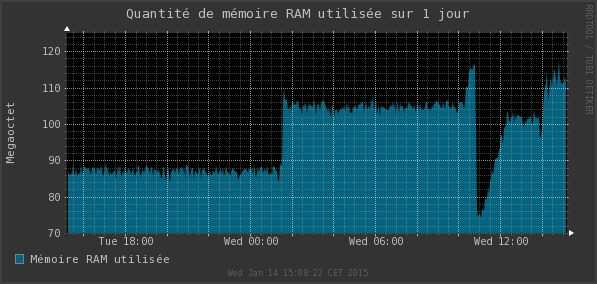 Quantité de mémoire RAM utilisée sur 1 jour
RRDTOOL / TOBI OETIKER
Megaoctet
120
110
100
90
80
70
Tue 18:00 Wed 00:00 Wed 06:00 Wed 12:00
Mémoire RAM utilisée
Wed Jan 14 15:08:22 CET 2015